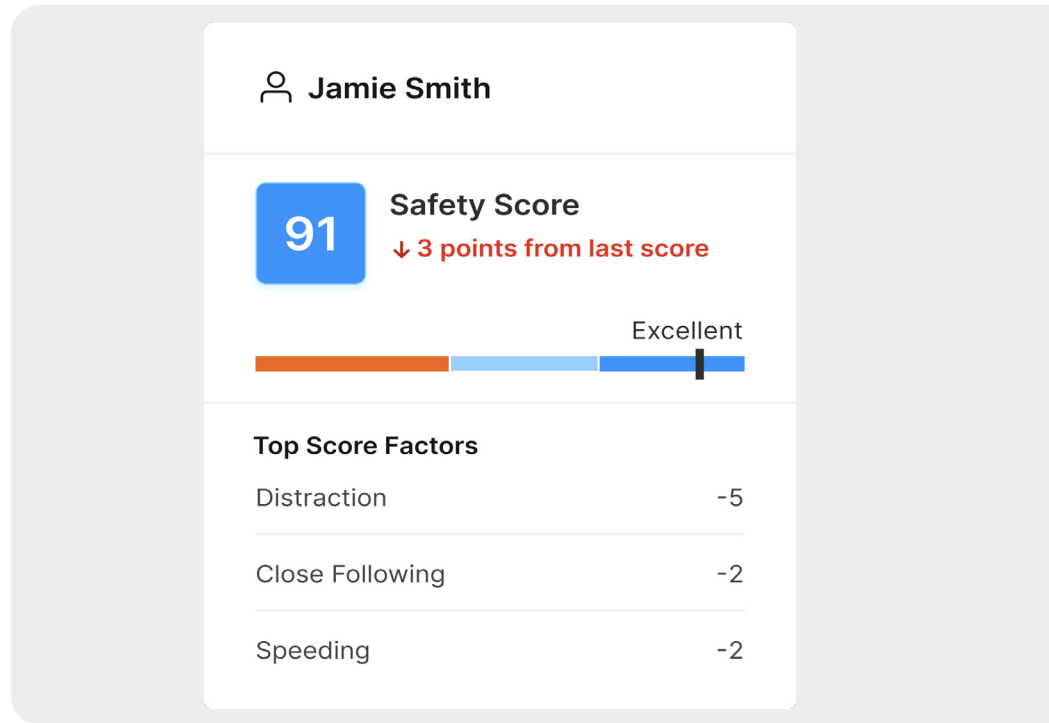 Jamie Smith
91
Safety Score
↓ 3 points from last score
Excellent
Top Score Factors
Distraction -5
Close Following -2
Speeding -2